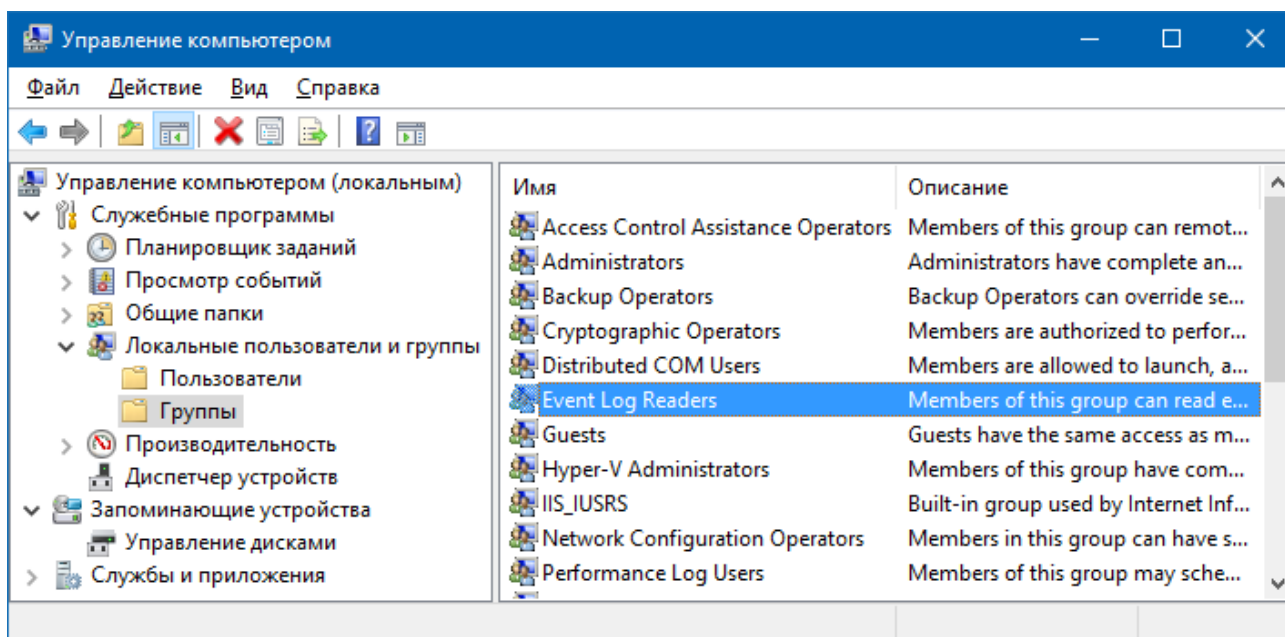 Управление компьютером
Файл Действие Вид Справка
Управление компьютером (локальным)
Служебные программы
Планировщик заданий
Просмотр событий
Общие папки
Локальные пользователи и группы
Пользователи
Группы
Производительность
Диспетчер устройств
Запоминающие устройства
Управление дисками
Службы и приложения
Имя Описание
Access Control Assistance Operators Members of this group can remot...
Administrators Administrators have complete an...
Backup Operators Backup Operators can override se...
Cryptographic Operators Members are authorized to perfor...
Distributed COM Users Members are allowed to launch, a...
Event Log Readers Members of this group can read e...
Guests Guests have the same access as m...
Hyper-V Administrators Members of this group have com...
IIS_IUSRS Built-in group used by Internet Inf...
Network Configuration Operators Members in this group can have s...
Performance Log Users Members of this group may sche...